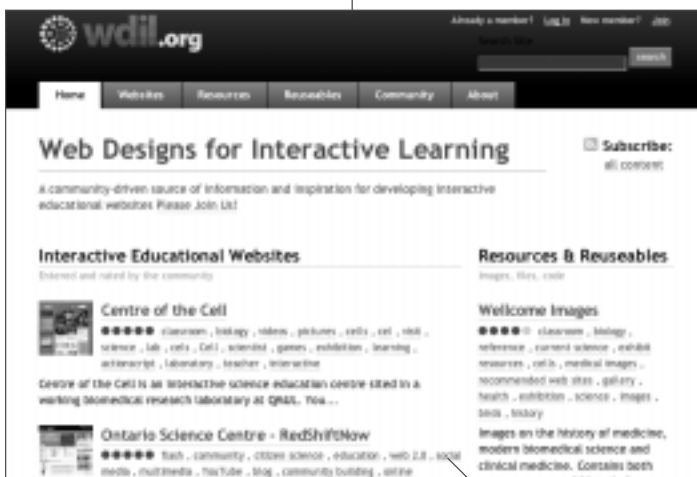 wdil.org
Already a member? Log in New member? Join
Search Site
search
Home Websites Resources Reuseables Community About
Web Designs for Interactive Learning
A community-driven source of information and inspiration for developing interactive
educational websites Please Join Us!
Subscribe:
all content
Interactive Educational Websites
Entered and rated by the community
Centre of the Cell
classroom , biology , videos , pictures , cells , cel , visit ,
science , lab , cels , Cell , scientist , games , exhibition , learning ,
actionscript , laboratory , teacher , interactive
Centre of the Cell is an interactive science education centre sited in a
working biomedical research laboratory at QMUL. You...
Ontario Science Centre - RedShiftNow
flash , community , citizen science , education , web 2.0 , social
media , multimedia , YouTube , blog , community building , online
Resources & Reuseables
Images, files, code
Wellcome Images
classroom , biology ,
reference , current science , exhibit
resources , cells , medical images ,
recommended web sites , gallery ,
health , exhibition , science , images ,
birds , history
Images on the history of medicine,
modern biomedical science and
clinical medicine. Contains both